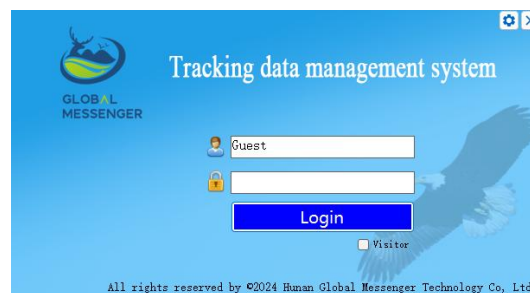 Tracking data management system
GLOBAL
MESSENGER
Guest
Login
Visitor
All rights reserved by ©2024 Hunan Global Messenger Technology Co, Ltd